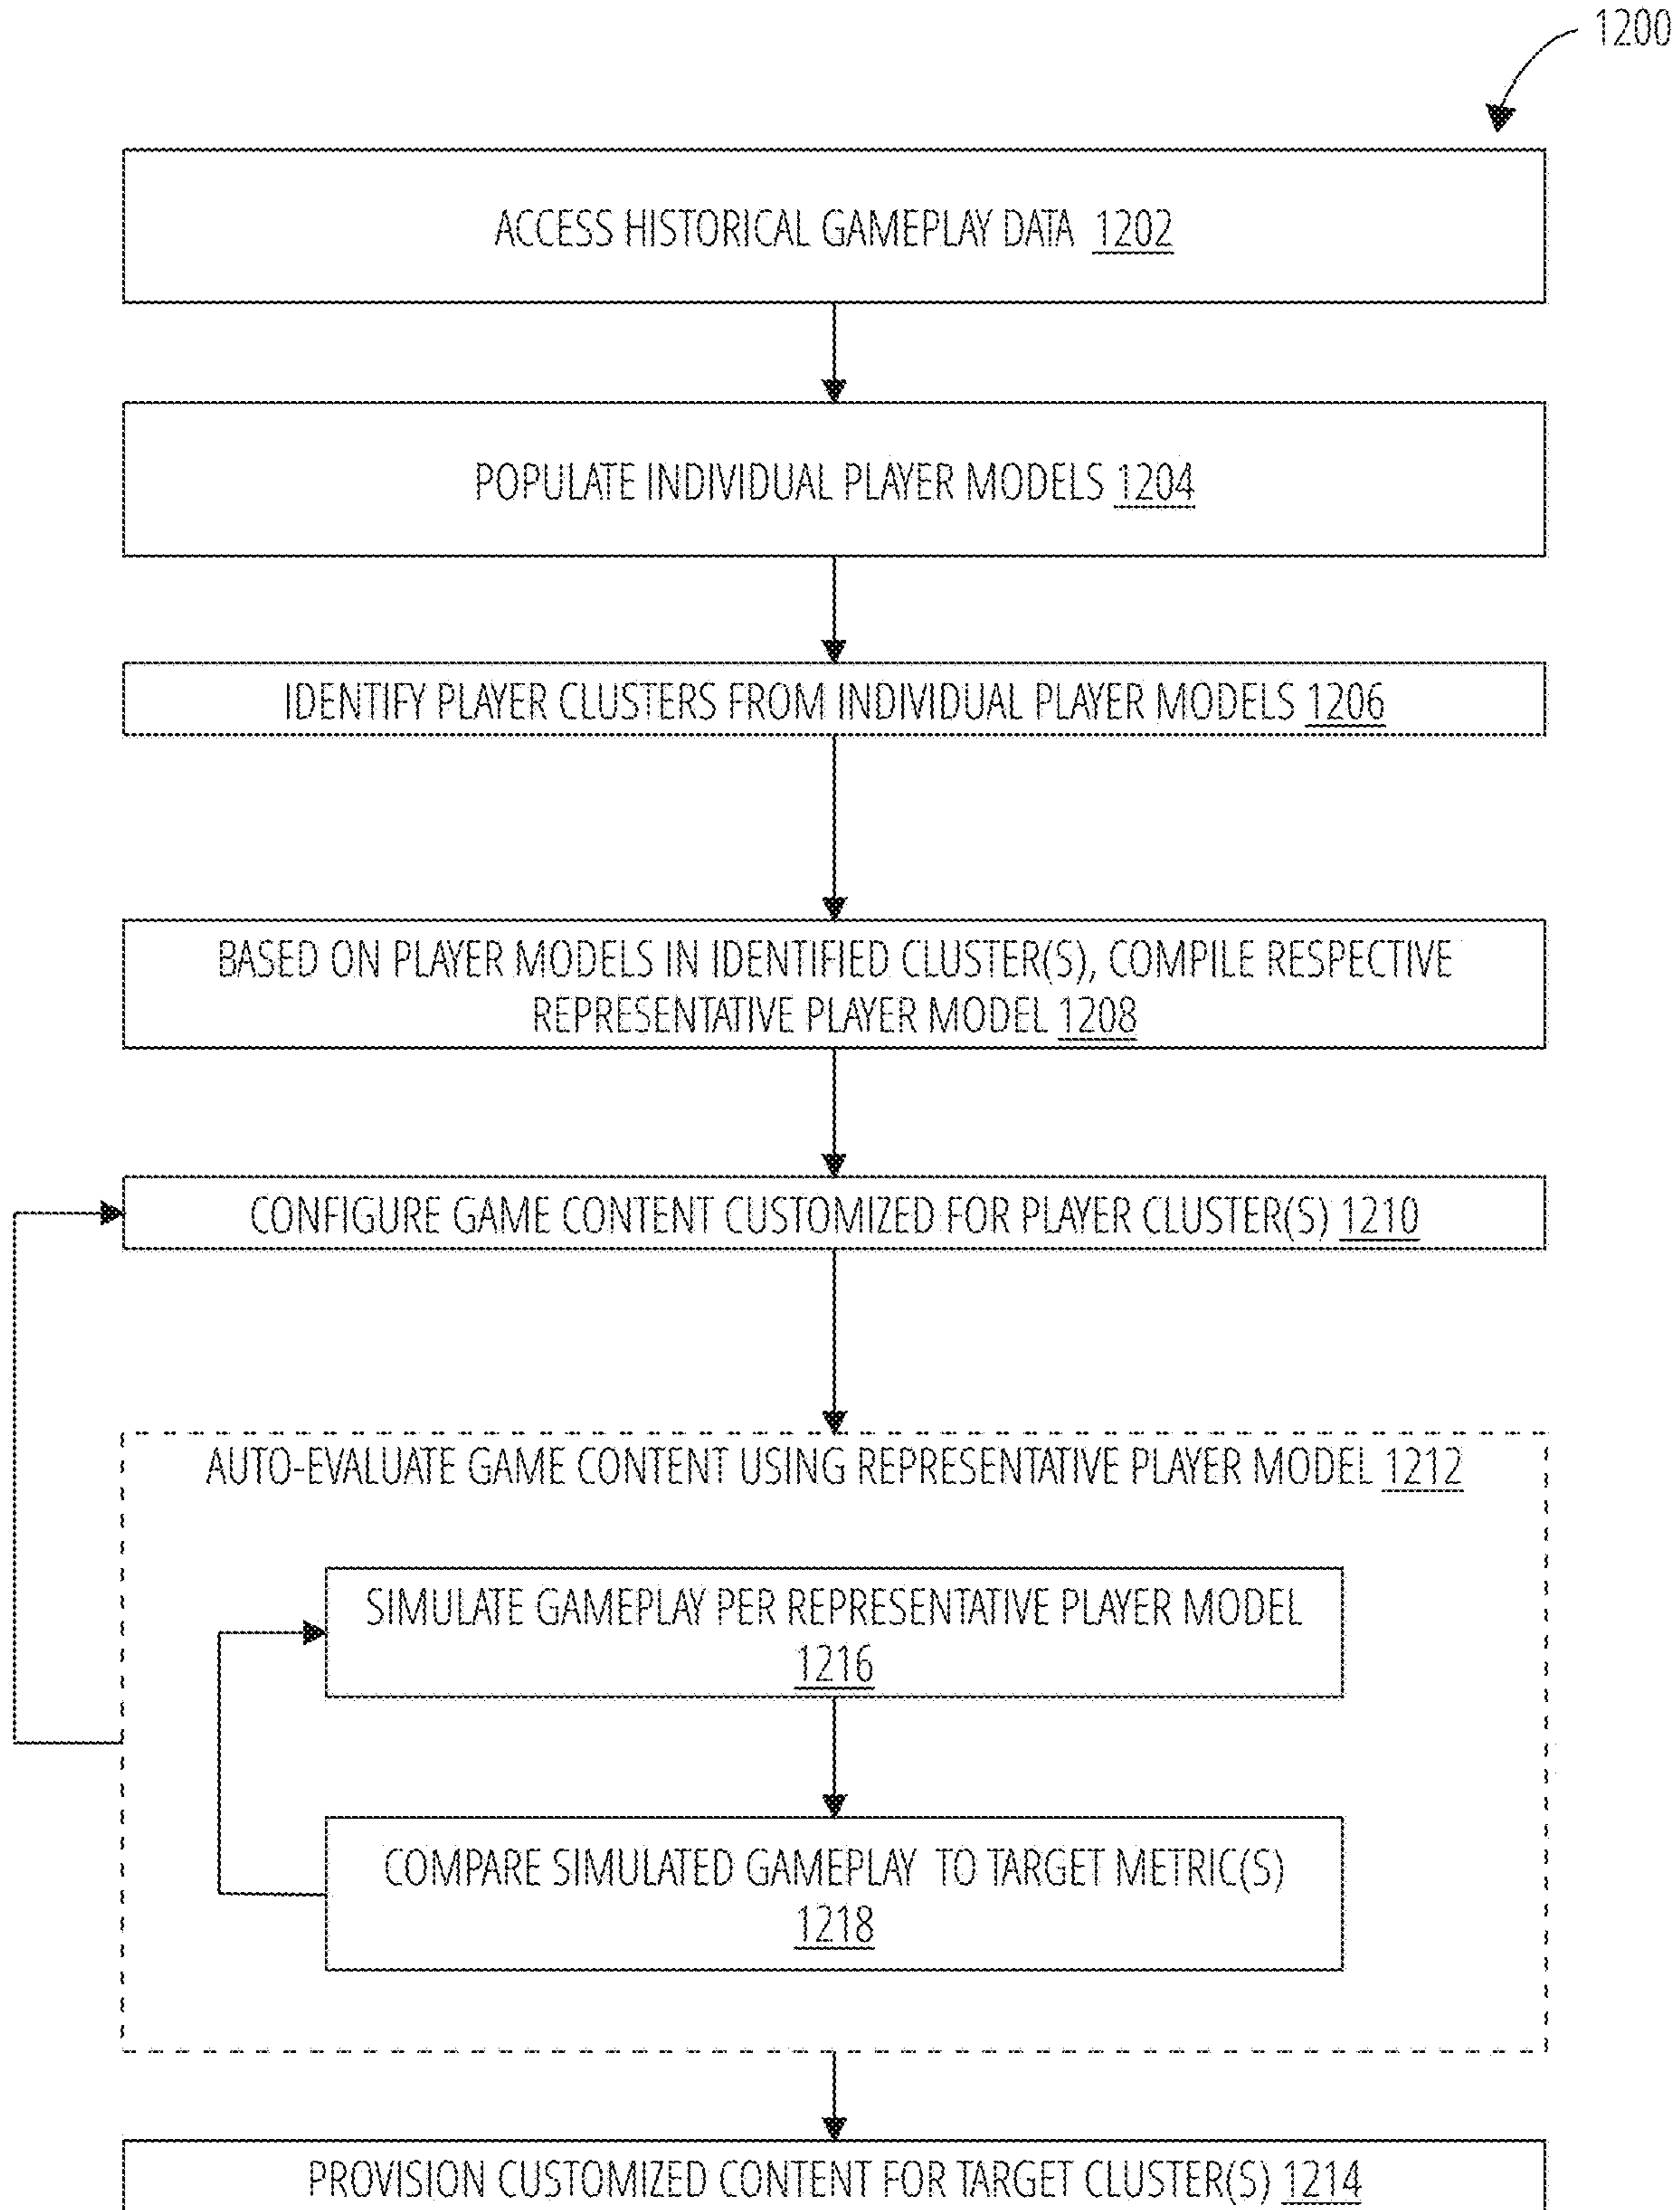 1200
ACCESS HISTORICAL GAMEPLAY DATA 1202
POPULATE INDIVIDUAL PLAYER MODELS 1204
IDENTIFY PLAYER CLUSTERS FROM INDIVIDUAL PLAYER MODELS 1206
BASED ON PLAYER MODELS IN IDENTIFIED CLUSTER(S), COMPILE RESPECTIVE
REPRESENTATIVE PLAYER MODEL 1208
CONFIGURE GAME CONTENT CUSTOMIZED FOR PLAYER CLUSTER(S) 1210
AUTO-EVALUATE GAME CONTENT USING REPRESENTATIVE PLAYER MODEL 1212
SIMULATE GAMEPLAY PER REPRESENTATIVE PLAYER MODEL
1216
COMPARE SIMULATED GAMEPLAY TO TARGET METRIC(S)
1218
PROVISION CUSTOMIZED CONTENT FOR TARGET CLUSTER(S) 1214